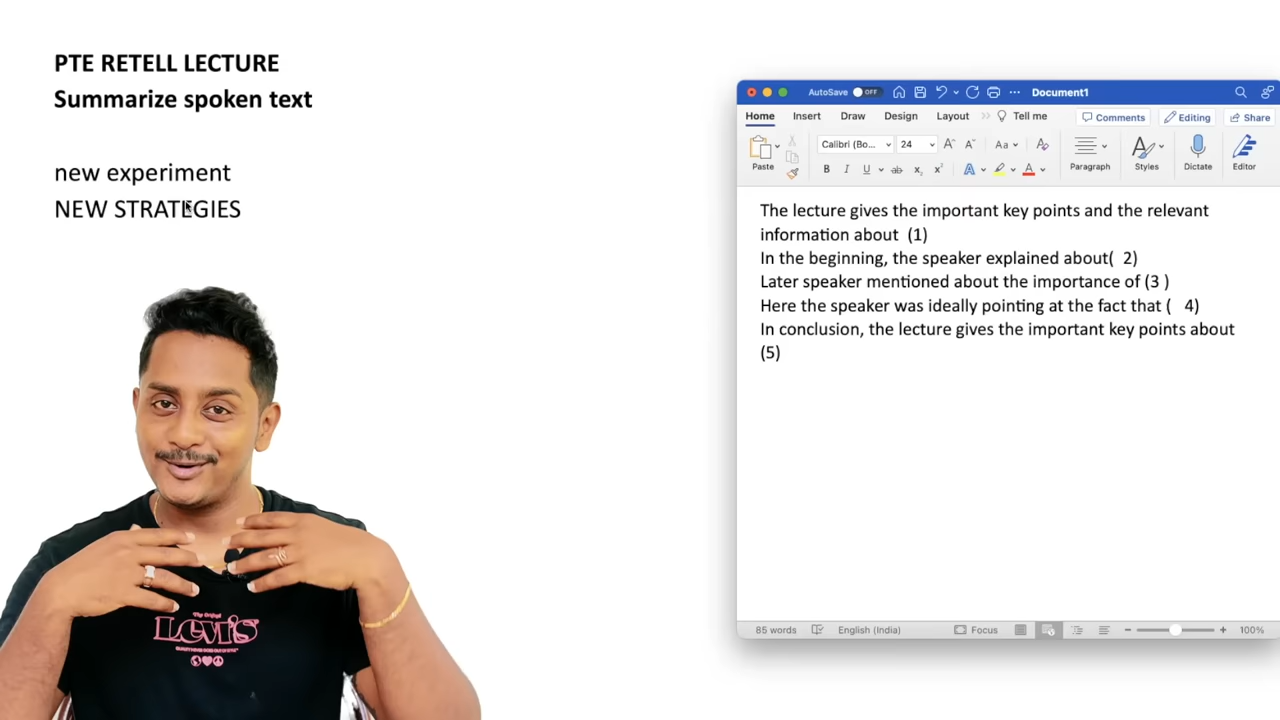 PTE RETELL LECTURE
Summarize spoken text
new experiment
NEW STRATEGIES
AutoSave OFF
Document1
Home Insert Draw Design Layout Tell me
Comments Editing Share
Calibri (Bo... 24
Paste
Paragraph Styles Dictate Editor
The lecture gives the important key points and the relevant
information about (1)
In the beginning, the speaker explained about( 2)
Later speaker mentioned about the importance of (3 )
Here the speaker was ideally pointing at the fact that ( 4)
In conclusion, the lecture gives the important key points about
(5)
85 words English (India) Focus 100%
The Original
Levi's